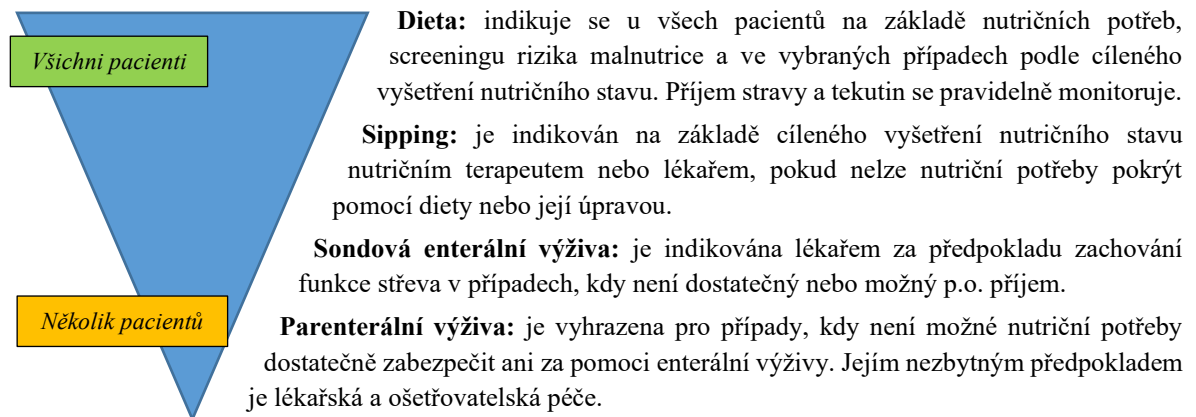 Dieta: indikuje se u všech pacientů na základě nutričních potřeb,
Všichni pacienti
screeningu rizika malnutrice a ve vybraných případech podle cíleného
vyšetření nutričního stavu. Příjem stravy a tekutin se pravidelně monitoruje.
Sipping: je indikován na základě cíleného vyšetření nutričního stavu
nutričním terapeutem nebo lékařem, pokud nelze nutriční potřeby pokrýt
pomocí diety nebo její úpravou.
Sondová enterální výživa: je indikována lékařem za předpokladu zachování
funkce střeva v případech, kdy není dostatečný nebo možný p.o. příjem.
Několik pacientů
Parenterální výživa: je vyhrazena pro případy, kdy není možné nutriční potřeby
dostatečně zabezpečit ani za pomoci enterální výživy. Jejím nezbytným předpokladem
je lékařská a ošetřovatelská péče.